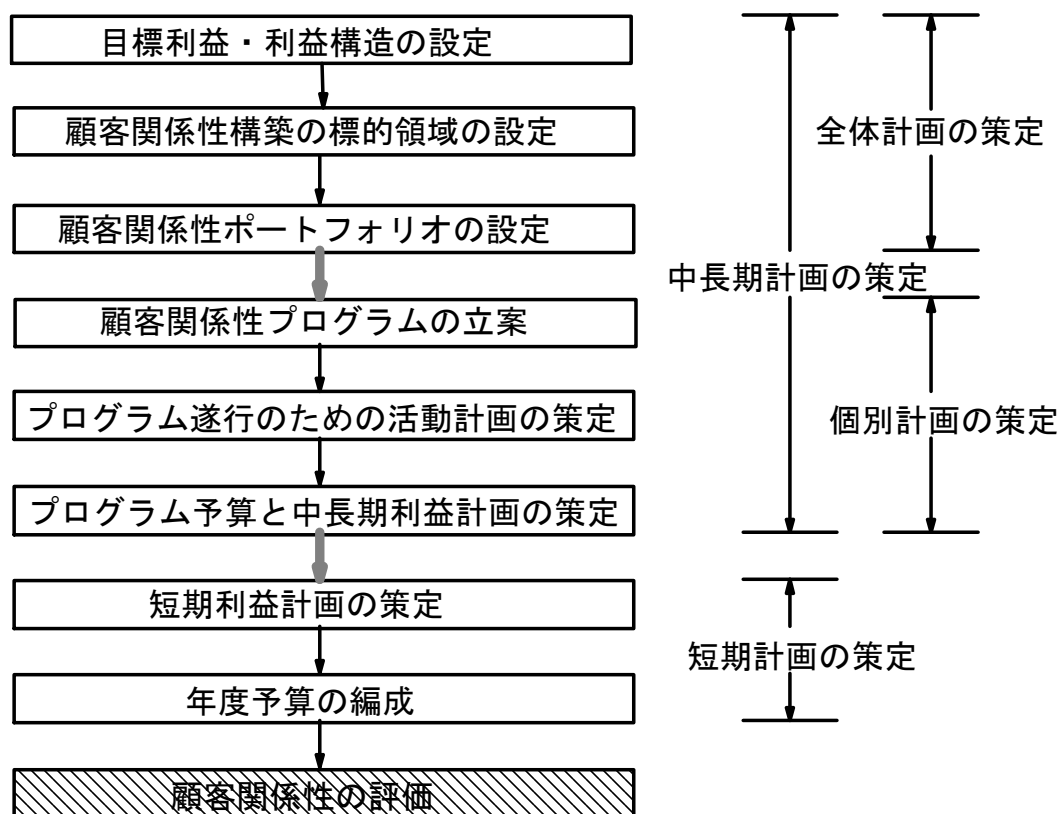 目標利益・利益構造の設定
顧客関係性構築の標的領域の設定
顧客関係性ポートフォリオの設定
顧客関係性プログラムの立案
プログラム遂行のための活動計画の策定
プログラム予算と中長期利益計画の策定
短期利益計画の策定
年度予算の編成
顧客関係性の評価
中長期計画の策定
短期計画の策定
全体計画の策定
個別計画の策定